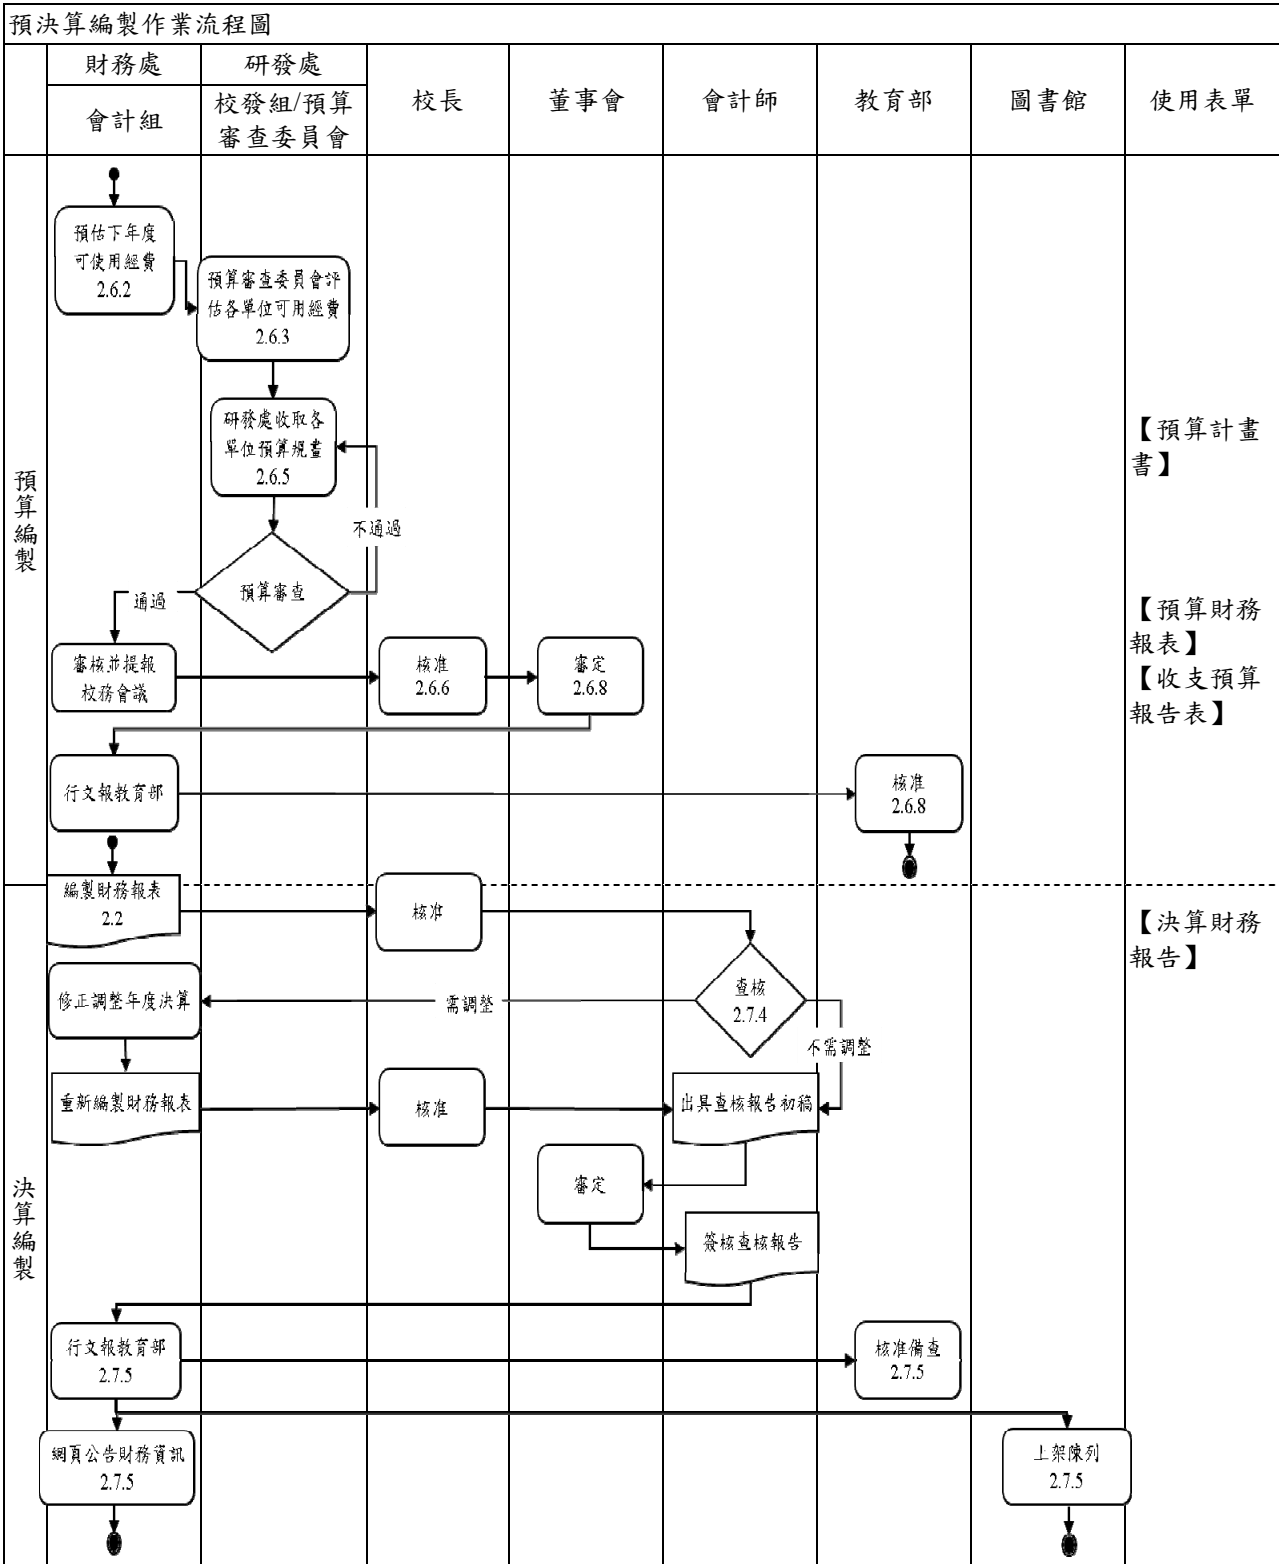 預決算編製作業流程圖
財務處
研發處
會計組
校發組/預算
審查委員會
校長
董事會
會計師
教育部
圖書館
使用表單
預算編製
預估下年度
可使用經費
2.6.2
預算審查委員會評
估各單位可用經費
2.6.3
研發處收取各
單位預算規畫
2.6.5
【預算計畫
書】
不通過
預算審查
通過
審核並提報
校務會議
核准
2.6.6
審定
2.6.8
【預算財務
報表】
【收支預算
報告表】
行文報教育部
核准
2.6.8
決算編製
編製財務報表
2.2
核准
【決算財務
報告】
查核
2.7.4
需調整
不需調整
修正調整年度決算
重新編製財務報表
核准
出具查核報告初稿
審定
簽核查核報告
行文報教育部
2.7.5
核准備查
2.7.5
網頁公告財務資訊
2.7.5
上架陳列
2.7.5